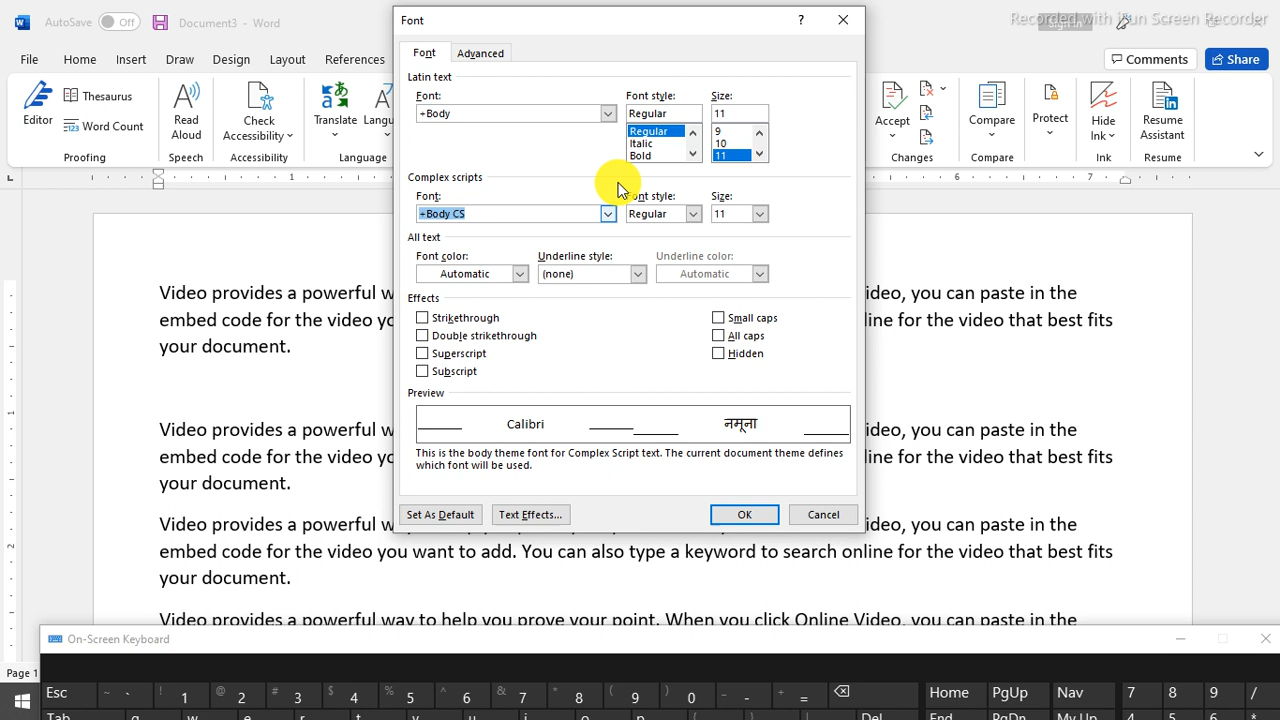 AutoSave Off Document3 - Word
Recorded with iTun Screen Recorder
Sign in
File Home Insert Draw Design Layout References
Comments Share
Editor
Thesaurus
Word Count
Proofing
Read Aloud
Speech
Check Accessibility
Accessibility
Translate
Language
Accept
Changes
Compare
Compare
Protect
Hide Ink
Ink
Resume Assistant
Resume
Font ?
Font Advanced
Latin text
Font: Font style: Size:
+Body Regular 11
Regular 9
Italic 10
Bold 11
Complex scripts
Font: Font style: Size:
+Body CS Regular 11
All text
Font color: Underline style: Underline color:
Automatic (none) Automatic
Effects
Strikethrough Small caps
Double strikethrough All caps
Superscript Hidden
Subscript
Preview
Calibri नमूना
This is the body theme font for Complex Script text. The current document theme defines
which font will be used.
Set As Default Text Effects... OK Cancel
1 6 7
Video provides a powerful video, you can paste in the
embed code for the video line for the video that best fits
your document.
Video provides a powerful video, you can paste in the
embed code for the video line for the video that best fits
your document.
Video provides a powerful video, you can paste in the
embed code for the video you want to add. You can also type a keyword to search online for the video that best fits
your document.
Video provides a powerful way to help you prove your point. When you click Online Video, you can paste in the
1
2
Page 1
On-Screen Keyboard
Esc ~ ` ! 1 @ 2 # 3 $ 4 % 5 ^ 6 & 7 * 8 ( 9 ) 0 _ - + = Home PgUp Nav 7 8 9 /
Tab q w e r t y u i o p Del End PgDn Mv Up 4 5 6 *